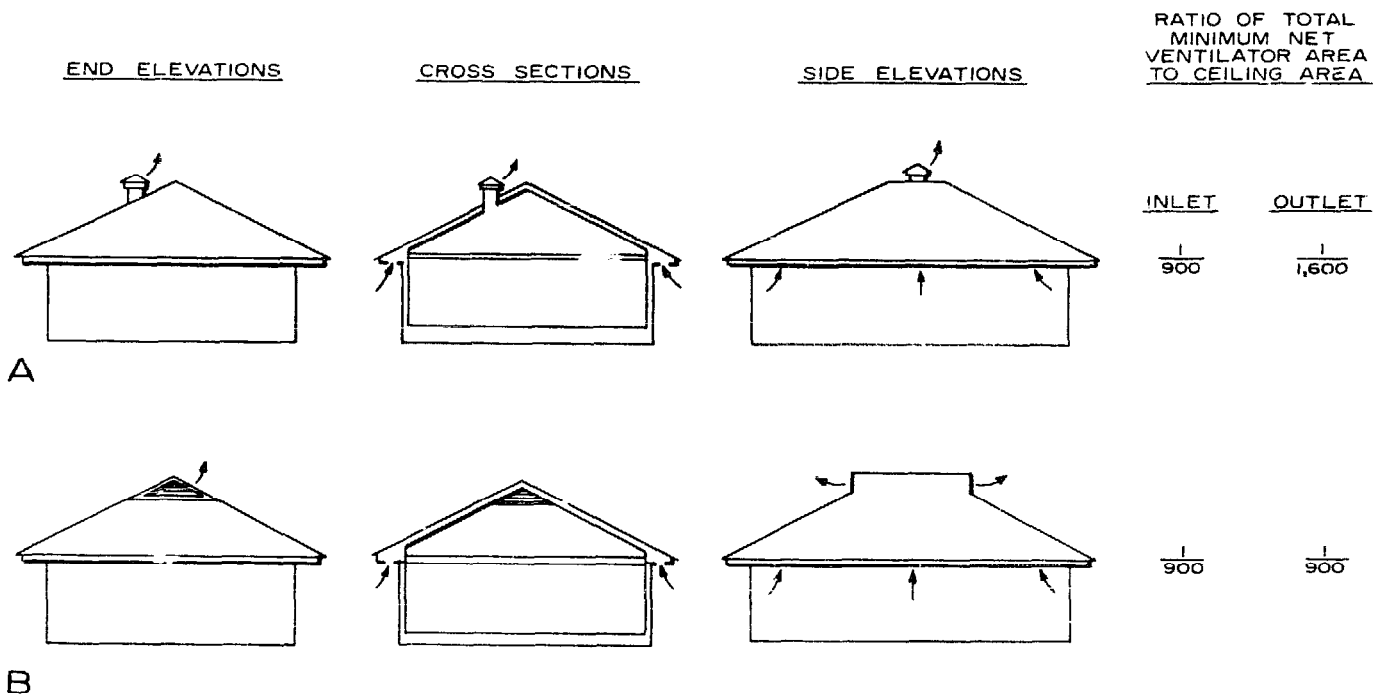 RATIO OF TOTAL
MINIMUM NET
VENTILATOR AREA
TO CEILING AREA
END ELEVATIONS
CROSS SECTIONS
SIDE ELEVATIONS
INLET
OUTLET
1/900
1/1,600
A
1/900
1/900
B